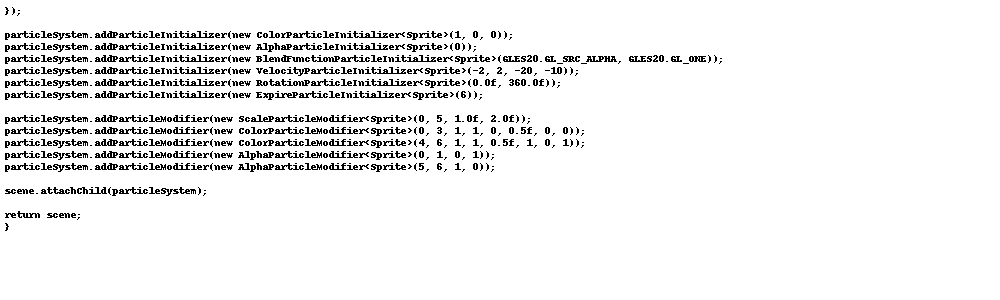 });
particleSystem.addParticleInitializer(new ColorParticleInitializer<Sprite>(1, 0, 0));
particleSystem.addParticleInitializer(new AlphaParticleInitializer<Sprite>(0));
particleSystem.addParticleInitializer(new BlendFunctionParticleInitializer<Sprite>(GLES20.GL_SRC_ALPHA, GLES20.GL_ONE));
particleSystem.addParticleInitializer(new VelocityParticleInitializer<Sprite>(-2, 2, -20, -10));
particleSystem.addParticleInitializer(new RotationParticleInitializer<Sprite>(0.0f, 360.0f));
particleSystem.addParticleInitializer(new ExpireParticleInitializer<Sprite>(6));
particleSystem.addParticleModifier(new ScaleParticleModifier<Sprite>(0, 5, 1.0f, 2.0f));
particleSystem.addParticleModifier(new ColorParticleModifier<Sprite>(0, 3, 1, 1, 0, 0.5f, 0, 0));
particleSystem.addParticleModifier(new ColorParticleModifier<Sprite>(4, 6, 1, 1, 0.5f, 1, 0, 1));
particleSystem.addParticleModifier(new AlphaParticleModifier<Sprite>(0, 1, 0, 1));
particleSystem.addParticleModifier(new AlphaParticleModifier<Sprite>(5, 6, 1, 0));
scene.attachChild(particleSystem);
return scene;
}